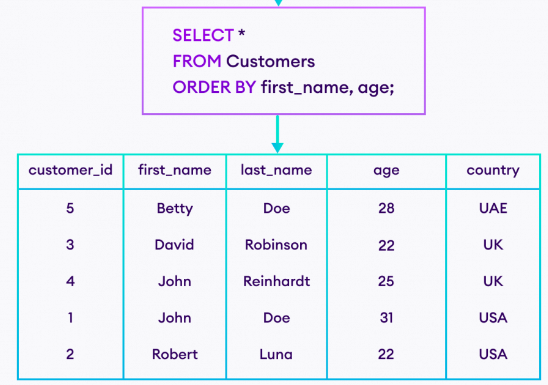 SELECT *
FROM Customers
ORDER BY first_name, age;
customer_id first_name last_name age country
5 Betty Doe 28 UAE
3 David Robinson 22 UK
4 John Reinhardt 25 UK
1 John Doe 31 USA
2 Robert Luna 22 USA